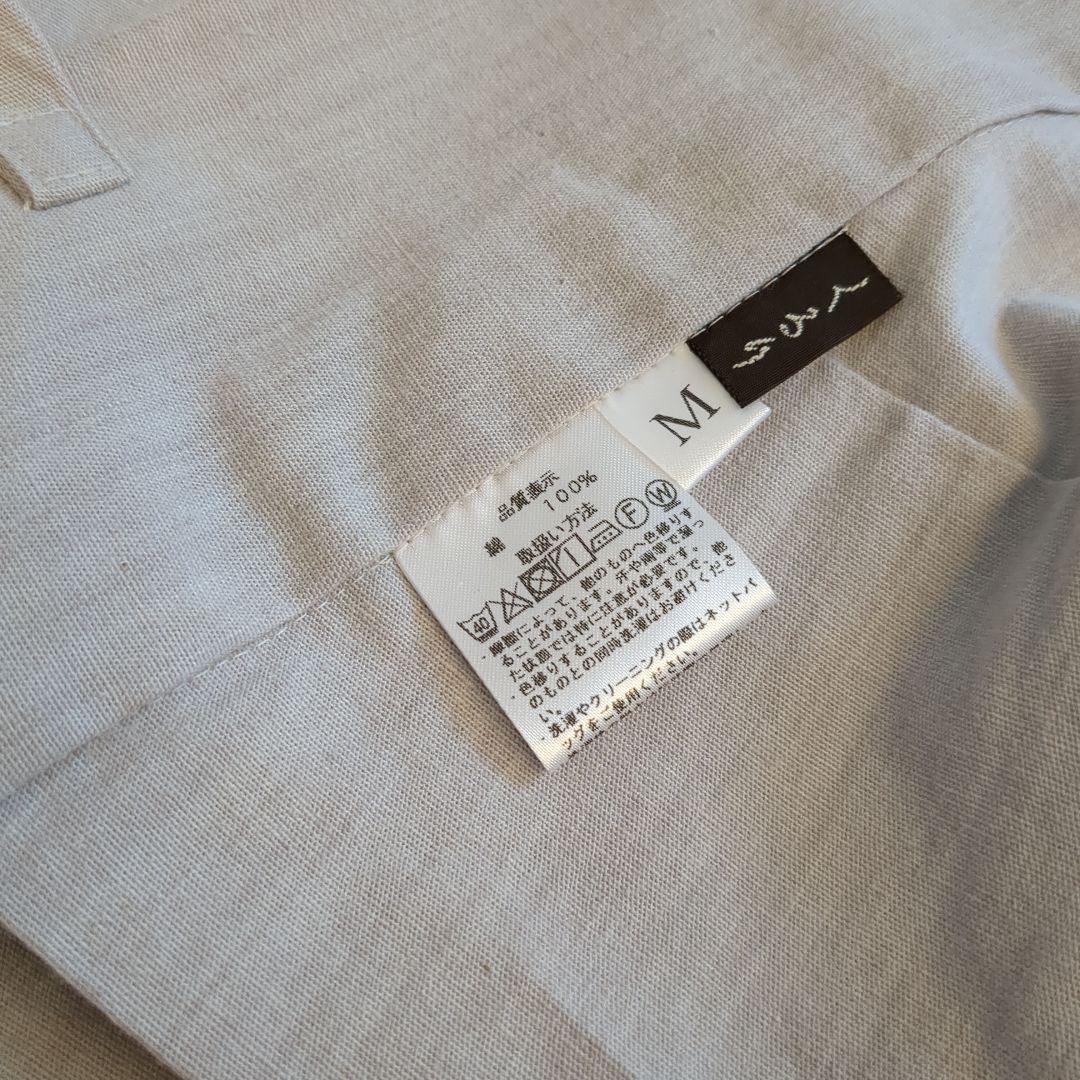 M
品質表示
綿 100%
取扱い方法
40 F W
・摩擦によって、他のものへ色移りす
ることがあります。汗や雨等で湿っ
た状態では特に注意が必要です。
・色移りすることがありますので、他
のものとの同時洗濯はお避けくださ
い。
・洗濯やクリーニングの際はネットバ
ッグをご使用ください。